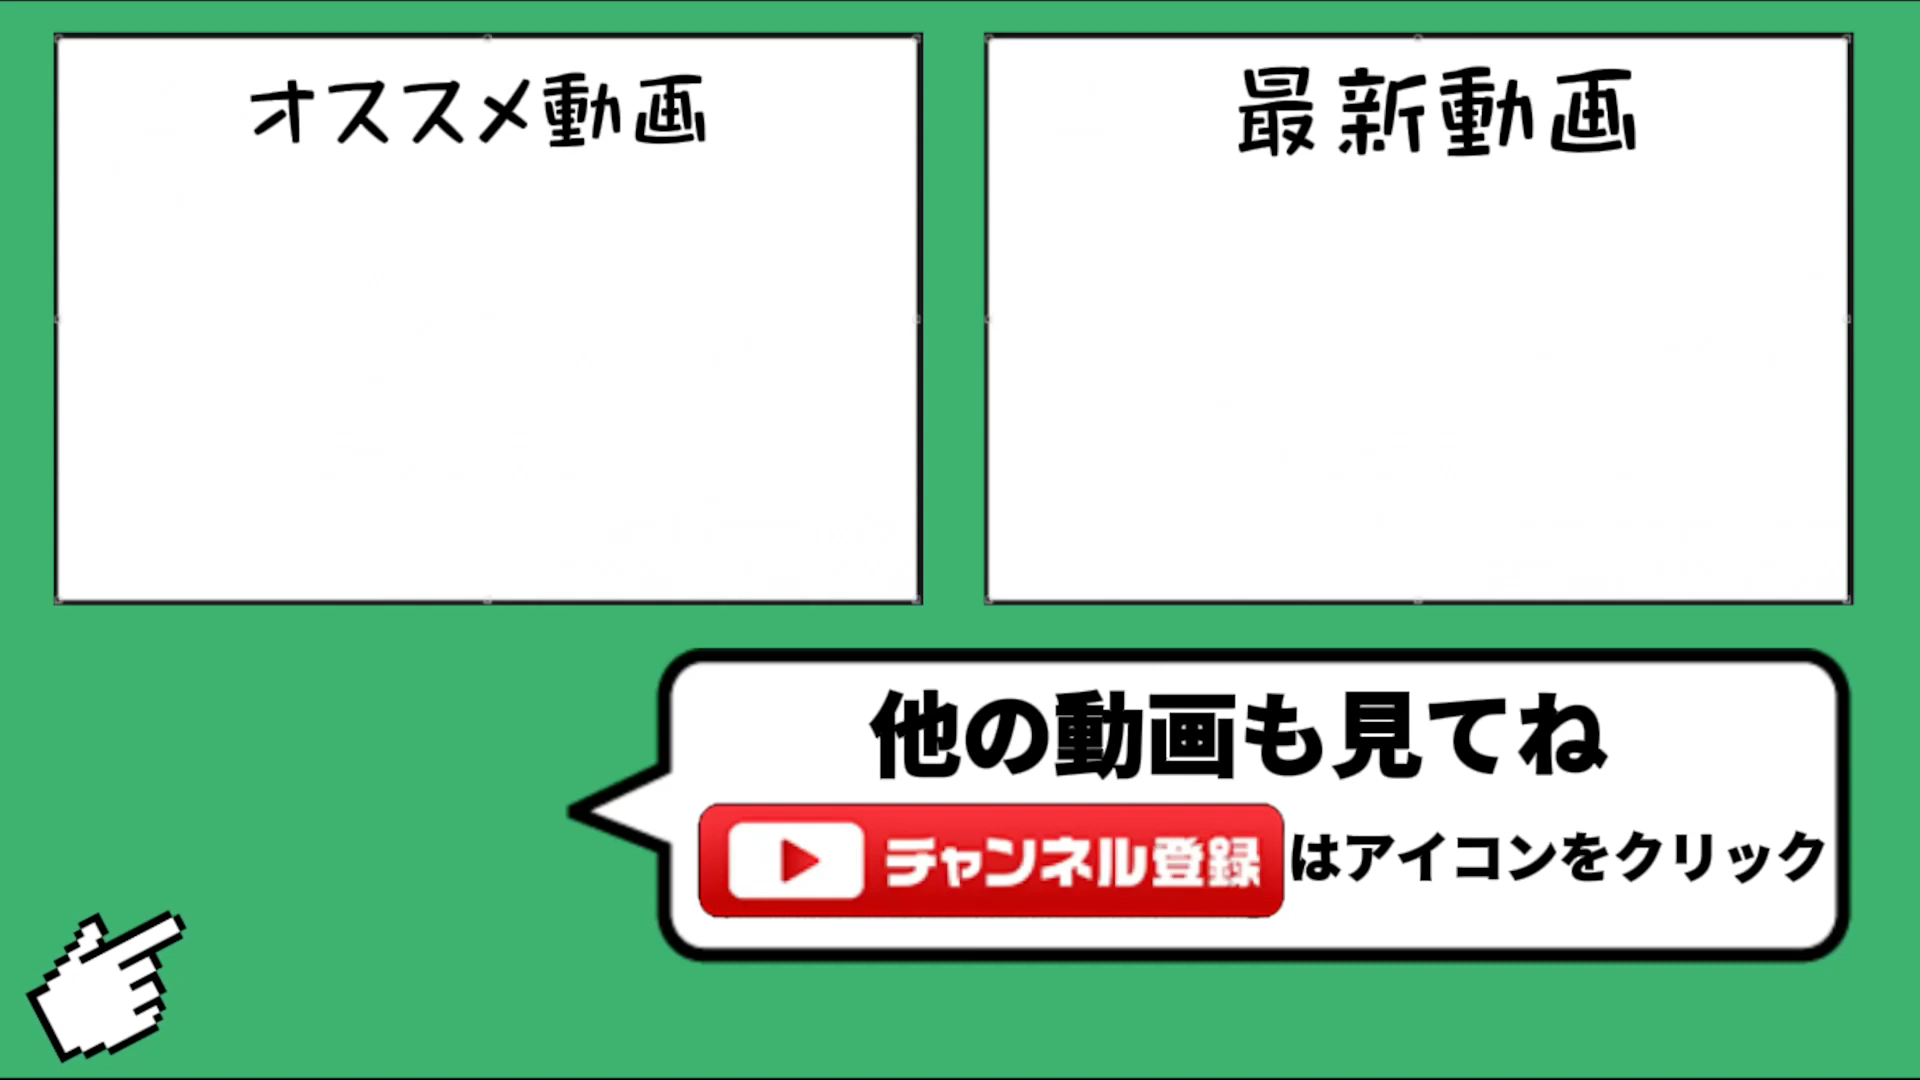 オススメ動画
最新動画
他の動画も見てね
チャンネル登録はアイコンをクリック